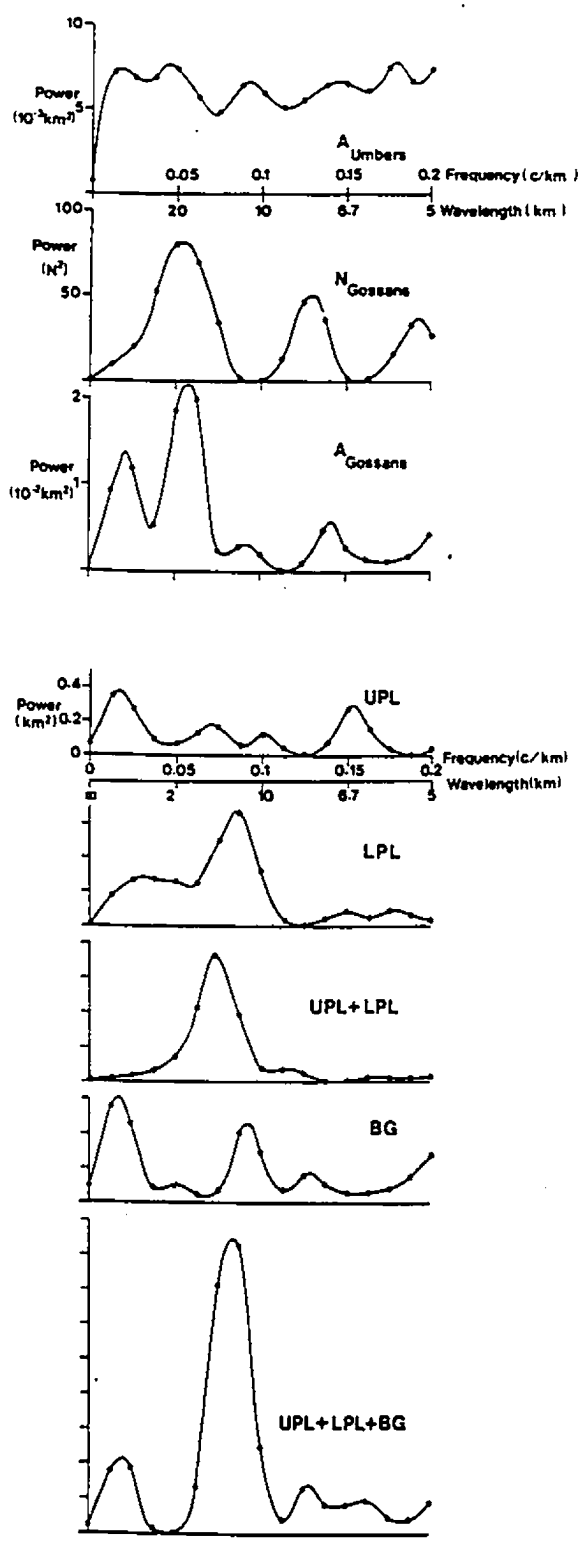 10
Power
(10⁻³km²)
5
A Umbers
0.05 0.1 0.15 0.2 Frequency (c/km)
20 10 6.7 5 Wavelength (km)
100
Power
(N²)
50
N Gossans
2
A Gossans
Power
(10⁻²km²)
1
0.4
UPL
Power
(km²) 0.2
0
Frequency(c/km)
0 0.05 0.1 0.15 0.2
Wavelength(km)
2 10 6.7 5
LPL
UPL+LPL
BG
UPL+LPL+BG